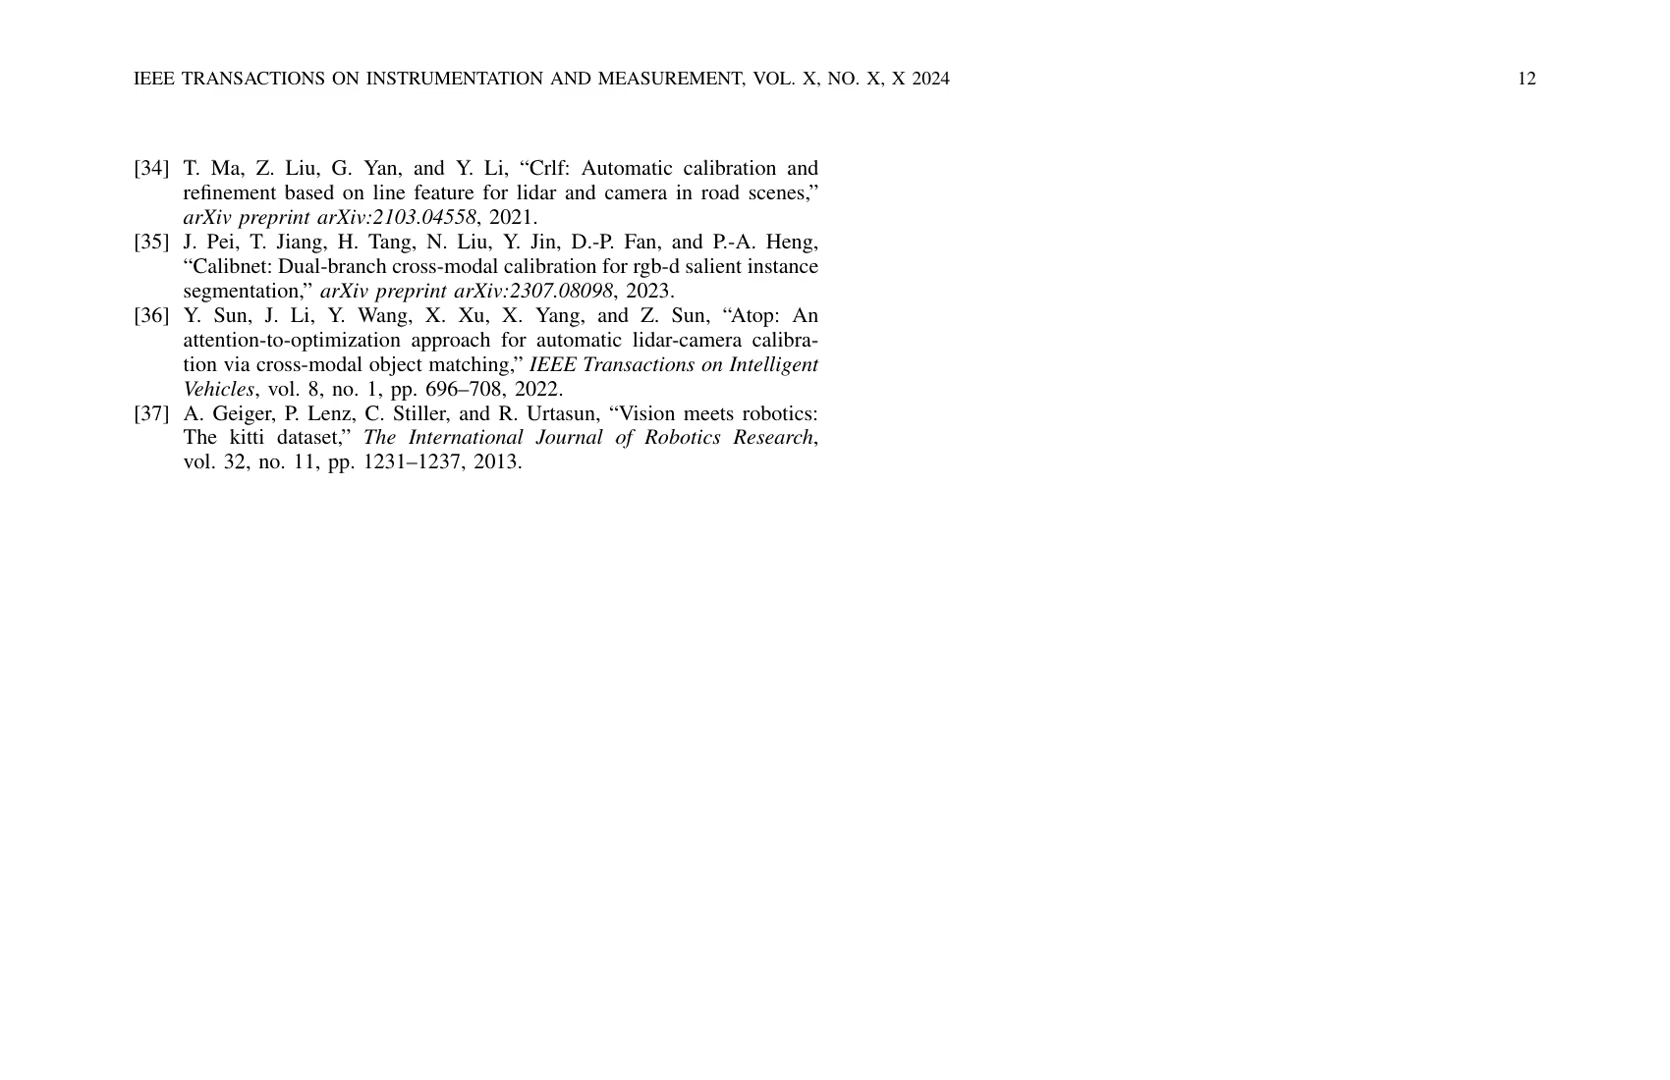 IEEE TRANSACTIONS ON INSTRUMENTATION AND MEASUREMENT, VOL. X, NO. X, X 2024
12
[34] T. Ma, Z. Liu, G. Yan, and Y. Li, “Crlf: Automatic calibration and
refinement based on line feature for lidar and camera in road scenes,”
arXiv preprint arXiv:2103.04558, 2021.
[35] J. Pei, T. Jiang, H. Tang, N. Liu, Y. Jin, D.-P. Fan, and P.-A. Heng,
“Calibnet: Dual-branch cross-modal calibration for rgb-d salient instance
segmentation,” arXiv preprint arXiv:2307.08098, 2023.
[36] Y. Sun, J. Li, Y. Wang, X. Xu, X. Yang, and Z. Sun, “Atop: An
attention-to-optimization approach for automatic lidar-camera calibra-
tion via cross-modal object matching,” IEEE Transactions on Intelligent
Vehicles, vol. 8, no. 1, pp. 696–708, 2022.
[37] A. Geiger, P. Lenz, C. Stiller, and R. Urtasun, “Vision meets robotics:
The kitti dataset,” The International Journal of Robotics Research,
vol. 32, no. 11, pp. 1231–1237, 2013.